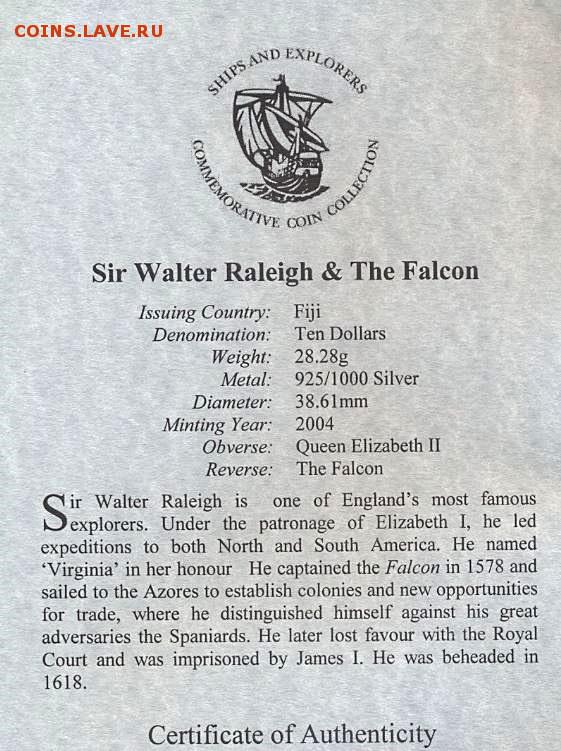 COINS.LAVE.RU
SHIPS AND EXPLORERS
COMMEMORATIVE COIN COLLECTION
Sir Walter Raleigh & The Falcon
Issuing Country: Fiji
Denomination: Ten Dollars
Weight: 28.28g
Metal: 925/1000 Silver
Diameter: 38.61mm
Minting Year: 2004
Obverse: Queen Elizabeth II
Reverse: The Falcon
Sir Walter Raleigh is one of England's most famous
explorers. Under the patronage of Elizabeth I, he led
expeditions to both North and South America. He named
'Virginia' in her honour He captained the Falcon in 1578 and
sailed to the Azores to establish colonies and new opportunities
for trade, where he distinguished himself against his great
adversaries the Spaniards. He later lost favour with the Royal
Court and was imprisoned by James I. He was beheaded in
1618.
Certificate of Authenticity